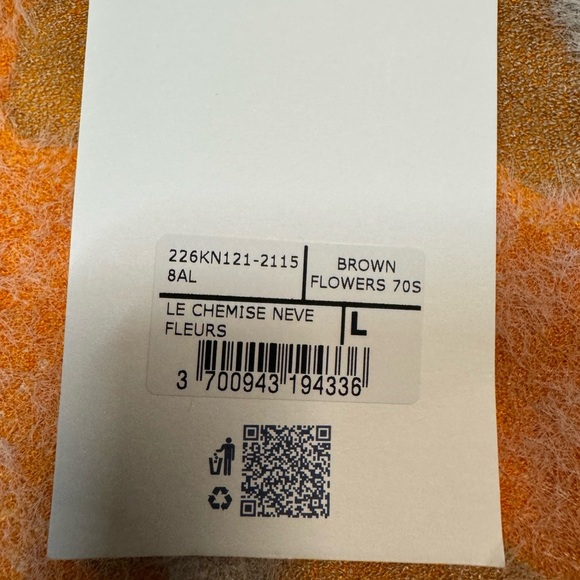 226KN121-2115
8AL
BROWN
FLOWERS 70S
LE CHEMISE NEVE
FLEURS
L
3 700943 194336